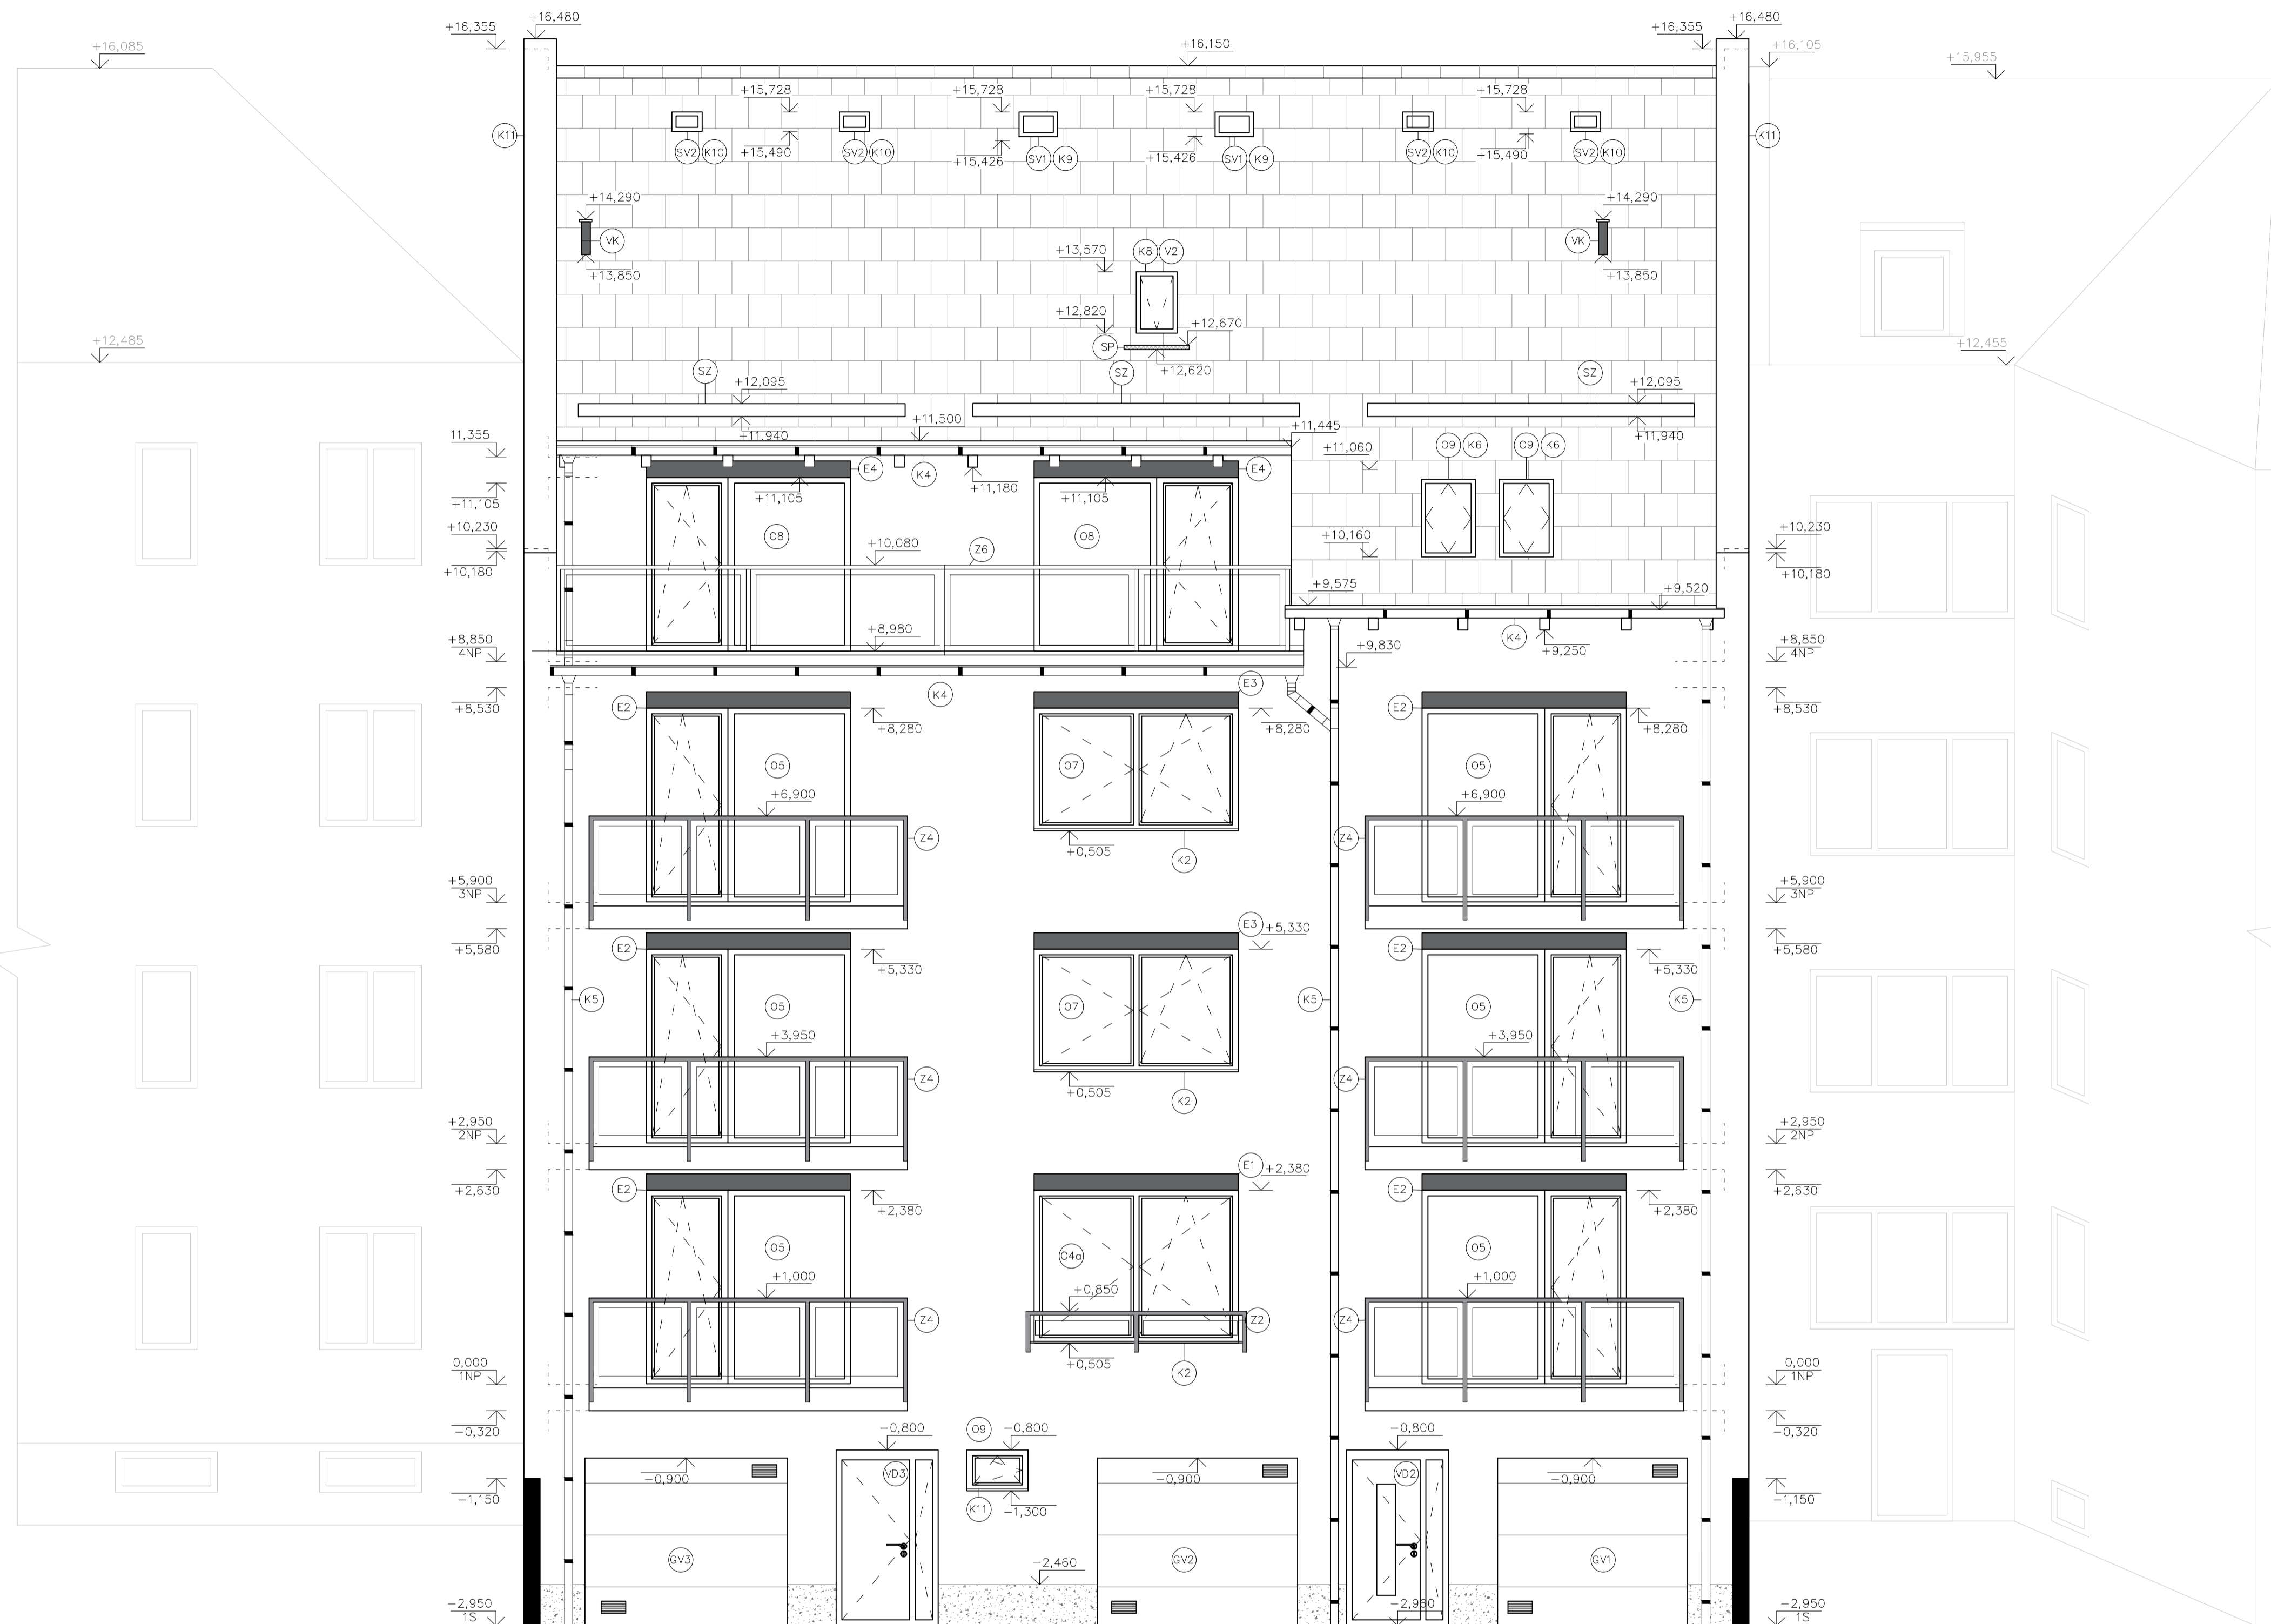 +16,480
+16,480
+16,355
+16,355
+16,085
+16,150
+16,105
+15,955
+15,728
+15,728
+15,728
+15,728
K11
K11
SV2 K10
+15,490
SV2 K10
+15,426
SV1 K9
+15,426
SV1 K9
SV2 K10
+15,490
SV2 K10
+14,290
+14,290
VK
VK
+13,850
+13,850
K8 V2
+13,570
+12,820
+12,670
SP
+12,620
+12,485
+12,455
SZ
SZ
SZ
+12,095
+12,095
+11,940
+11,500
+11,445
+11,940
11,355
+11,060
O9 K6
O9 K6
E4
K4
+11,180
E4
+11,105
+11,105
+11,105
O8
O8
+10,230
+10,230
+10,180
+10,180
+10,080
Z6
+10,160
+9,575
+9,520
+8,980
+8,850
4NP
K4
+9,250
+9,830
+8,850
4NP
K4
E3
+8,530
+8,530
E2
+8,280
+8,280
E2
+8,280
O5
O7
O5
+6,900
+6,900
Z4
Z4
+0,505
K2
+5,900
3NP
+5,900
3NP
E3
+5,330
+5,580
+5,580
E2
+5,330
E2
+5,330
K5
O5
O7
K5
O5
K5
+3,950
+3,950
Z4
Z4
+0,505
K2
+2,950
2NP
+2,950
2NP
E1
+2,380
+2,630
+2,630
E2
+2,380
E2
+2,380
O5
O4a
O5
+1,000
+0,850
+1,000
Z4
Z2
Z4
+0,505
K2
0,000
1NP
0,000
1NP
-0,320
-0,320
-0,800
O9
-0,800
-0,800
-0,900
VD3
-0,900
VD2
-0,900
-1,150
K11
-1,300
-1,150
GV3
-2,460
GV2
GV1
-2,950
1S
-2,960
-2,950
1S